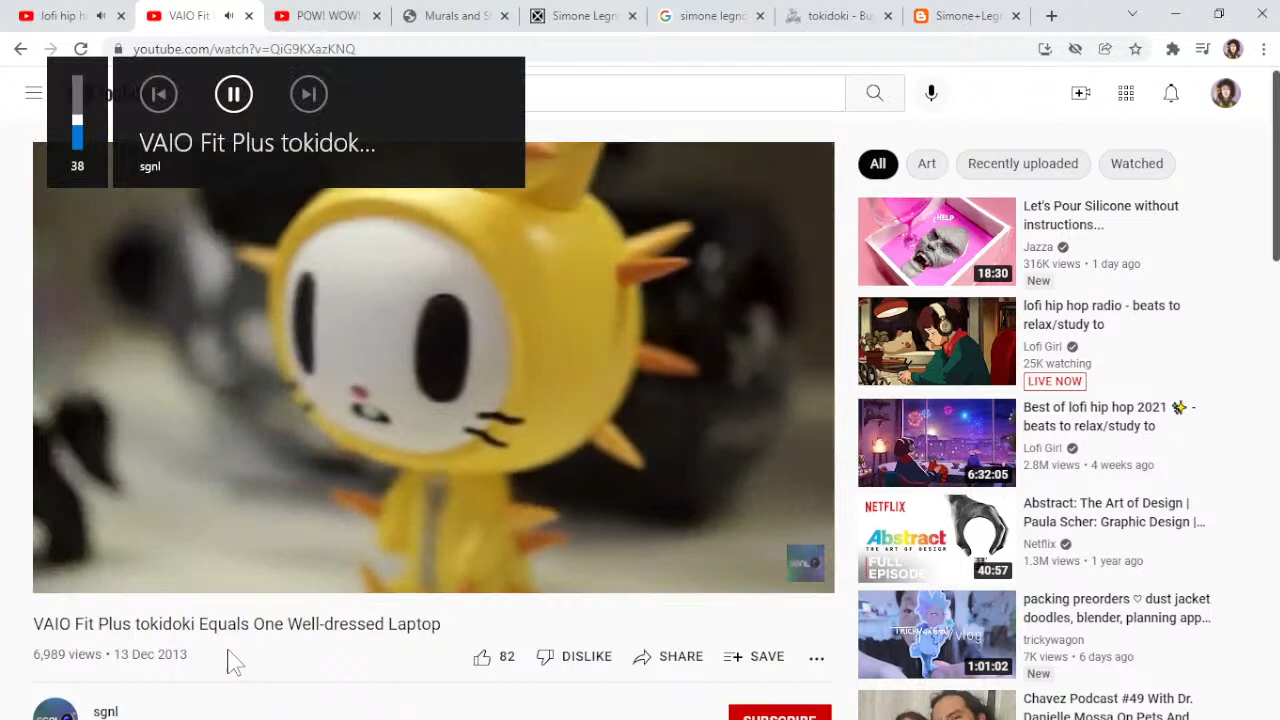 lofi hip h
VAIO Fit
POW! WOW!
Murals and S
Simone Legn
simone legnc
tokidoki - Bu
Simone+Leg
youtube.com/watch?v=QiG9KXazKNQ
VAIO Fit Plus tokidok...
38
sgnl
All
Art
Recently uploaded
Watched
HELP
18:30
Let's Pour Silicone without
instructions...
Jazza
316K views • 1 day ago
New
lofi hip hop radio - beats to
relax/study to
Lofi Girl
25K watching
LIVE NOW
6:32:05
Best of lofi hip hop 2021 ✨ -
beats to relax/study to
Lofi Girl
2.8M views • 4 weeks ago
NETFLIX
Abstract
THE ART OF DESIGN
FULL
EPISODE
40:57
Abstract: The Art of Design |
Paula Scher: Graphic Design |...
Netflix
1.3M views • 1 year ago
vlog
1:01:02
packing preorders ♡ dust jacket
doodles, blender, planning app...
trickywagon
7K views • 6 days ago
New
Chavez Podcast #49 With Dr.
Danielle Mossa On Pets And
sgnl
VAIO Fit Plus tokidoki Equals One Well-dressed Laptop
6,989 views • 13 Dec 2013
82
DISLIKE
SHARE
SAVE
sgnl
SUBSCRIBE